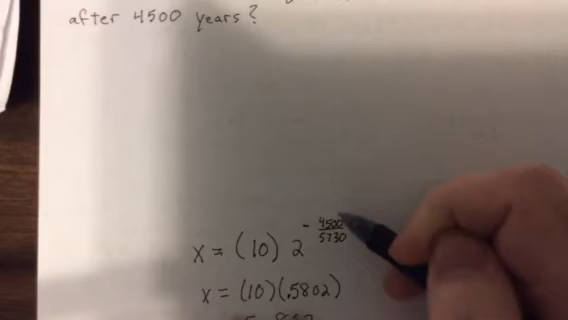 after 4500 years?
x = (10) 2^-4500/5730
x = (10)(.5802)